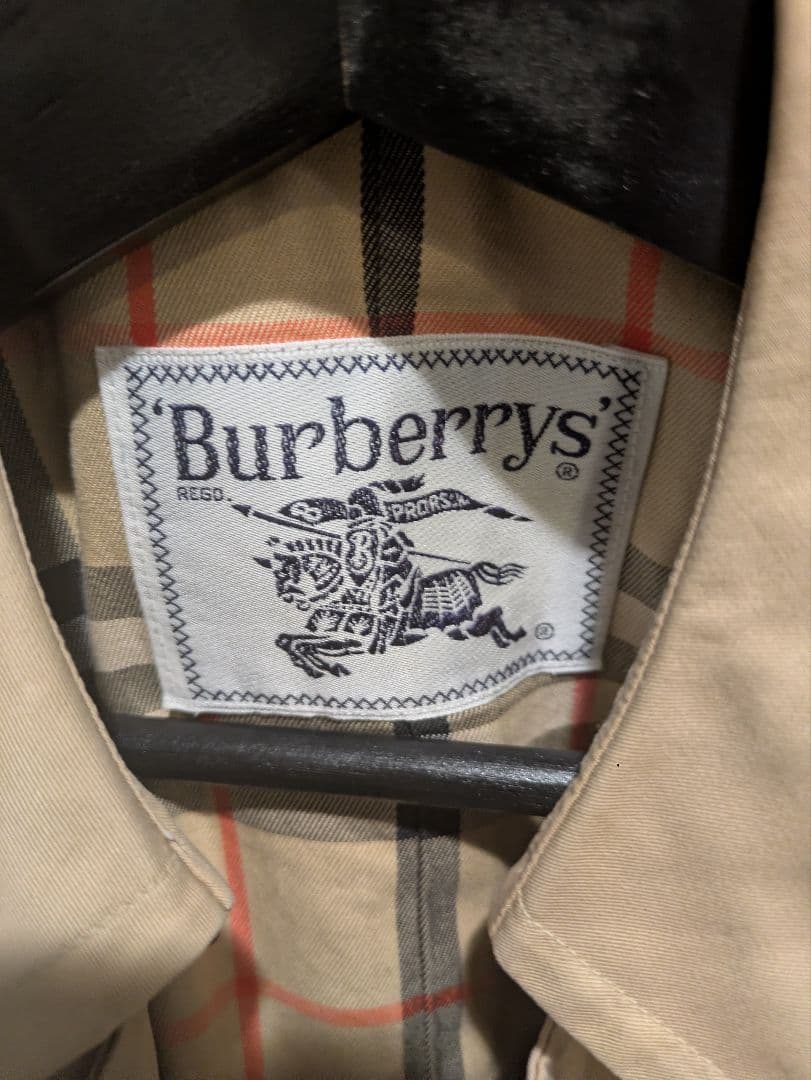 'Burberrys'
®
REGD.
PRORSUM
B
®